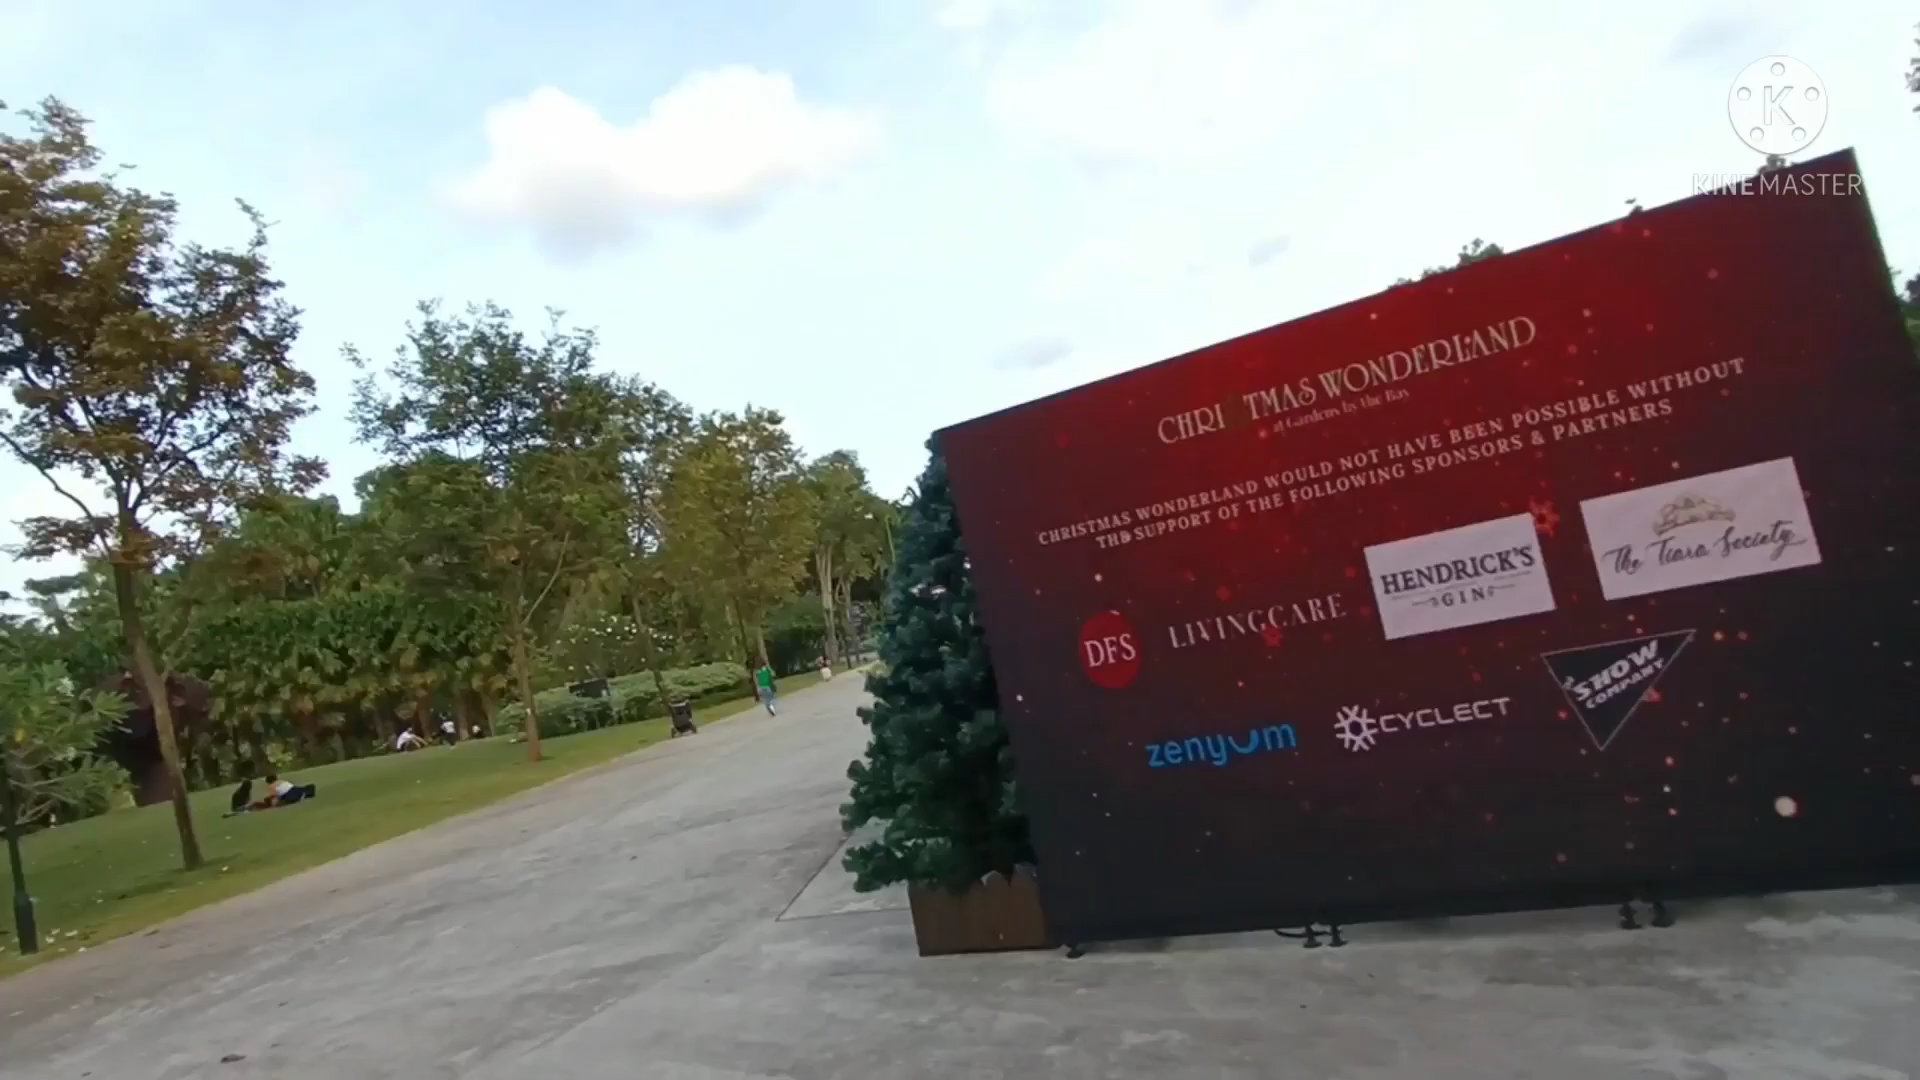 K
KINEMASTER
CHRISTMAS WONDERLAND
at Gardens by the Bay
CHRISTMAS WONDERLAND WOULD NOT HAVE BEEN POSSIBLE WITHOUT
THE SUPPORT OF THE FOLLOWING SPONSORS & PARTNERS
DFS
LIVINGCARE
HENDRICK'S
GIN
The Tiara Society
zenyum
CYCLECT
SHOW
COMPANY